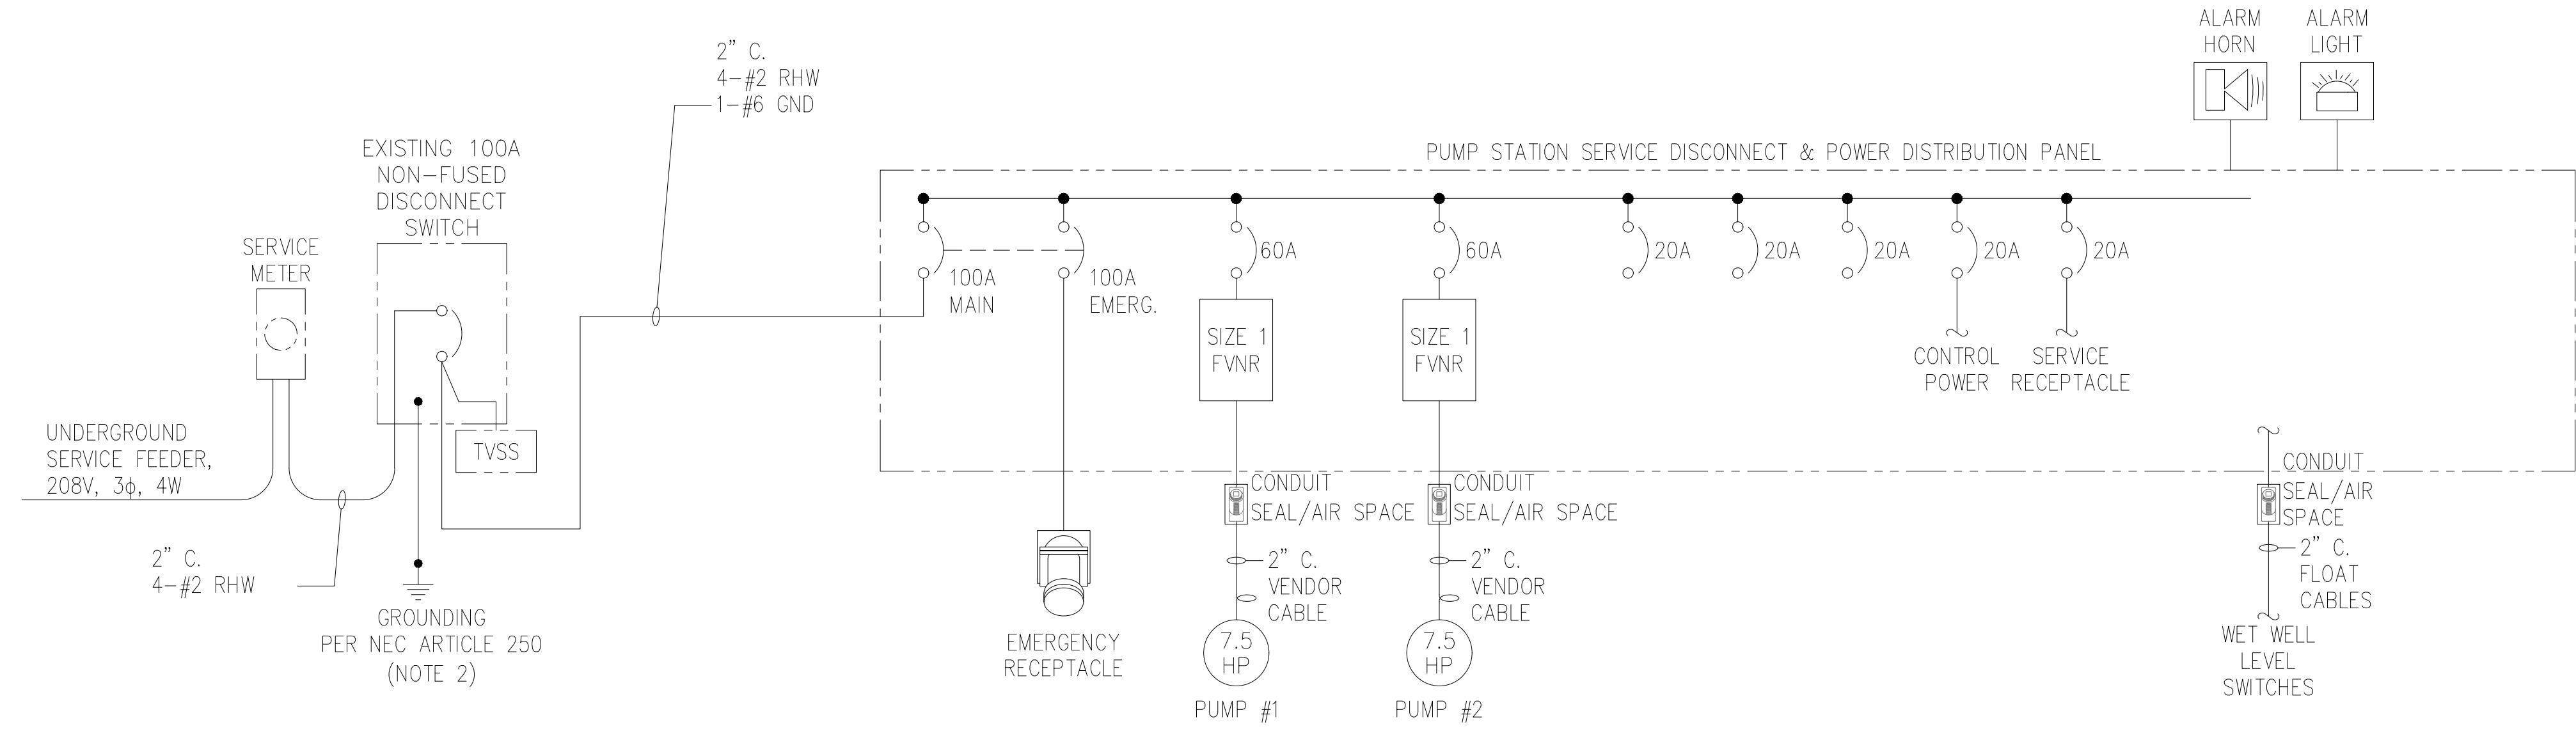 ALARM
HORN
ALARM
LIGHT
2" C.
4-#2 RHW
1-#6 GND
PUMP STATION SERVICE DISCONNECT & POWER DISTRIBUTION PANEL
EXISTING 100A
NON-FUSED
DISCONNECT
SWITCH
SERVICE
METER
100A
MAIN
100A
EMERG.
60A
60A
20A
20A
20A
20A
20A
SIZE 1
FVNR
SIZE 1
FVNR
CONTROL
POWER
SERVICE
RECEPTACLE
UNDERGROUND
SERVICE FEEDER,
208V, 3ϕ, 4W
TVSS
2" C.
4-#2 RHW
GROUNDING
PER NEC ARTICLE 250
(NOTE 2)
EMERGENCY
RECEPTACLE
CONDUIT
SEAL/AIR SPACE
2" C.
VENDOR
CABLE
7.5
HP
PUMP #1
CONDUIT
SEAL/AIR SPACE
2" C.
VENDOR
CABLE
7.5
HP
PUMP #2
CONDUIT
SEAL/AIR
SPACE
2" C.
FLOAT
CABLES
WET WELL
LEVEL
SWITCHES